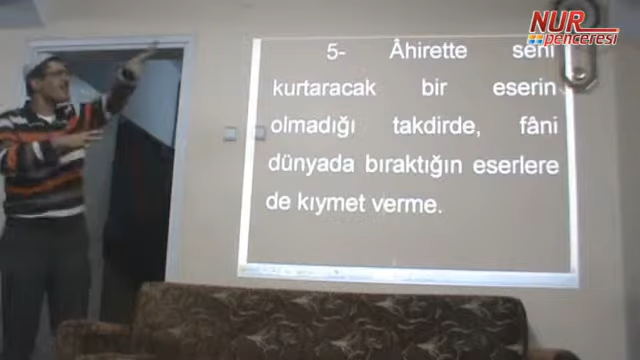 NUR
penceresi
5- Âhirette seni
kurtaracak bir eserin
olmadığı takdirde, fâni
dünyada bıraktığın eserlere
de kıymet verme.